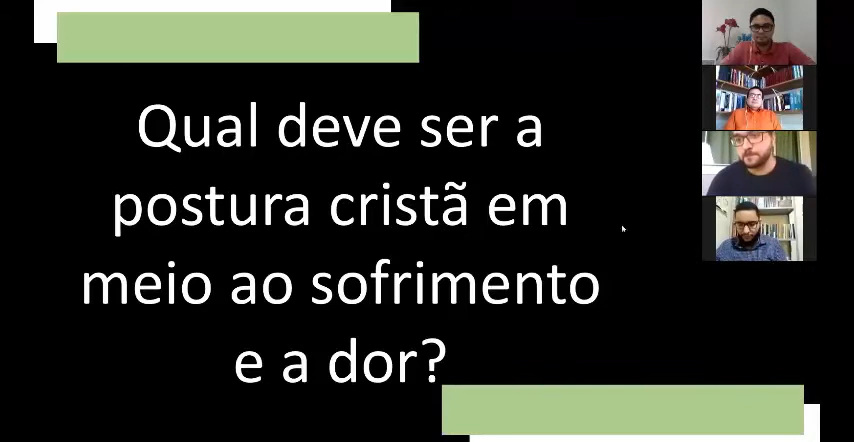 Qual deve ser a
postura cristã em
meio ao sofrimento
e a dor?